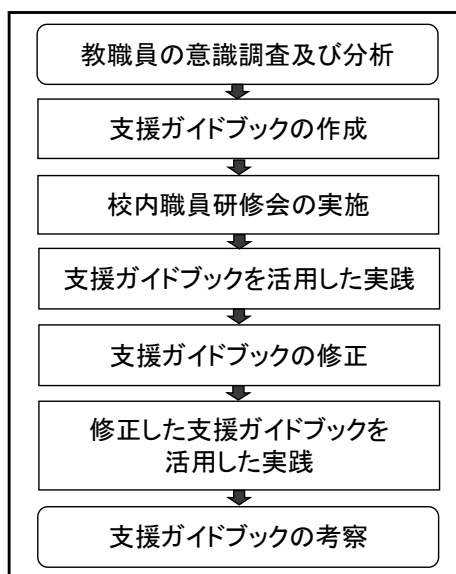 教職員の意識調査及び分析
支援ガイドブックの作成
校内職員研修会の実施
支援ガイドブックを活用した実践
支援ガイドブックの修正
修正した支援ガイドブックを
活用した実践
支援ガイドブックの考察